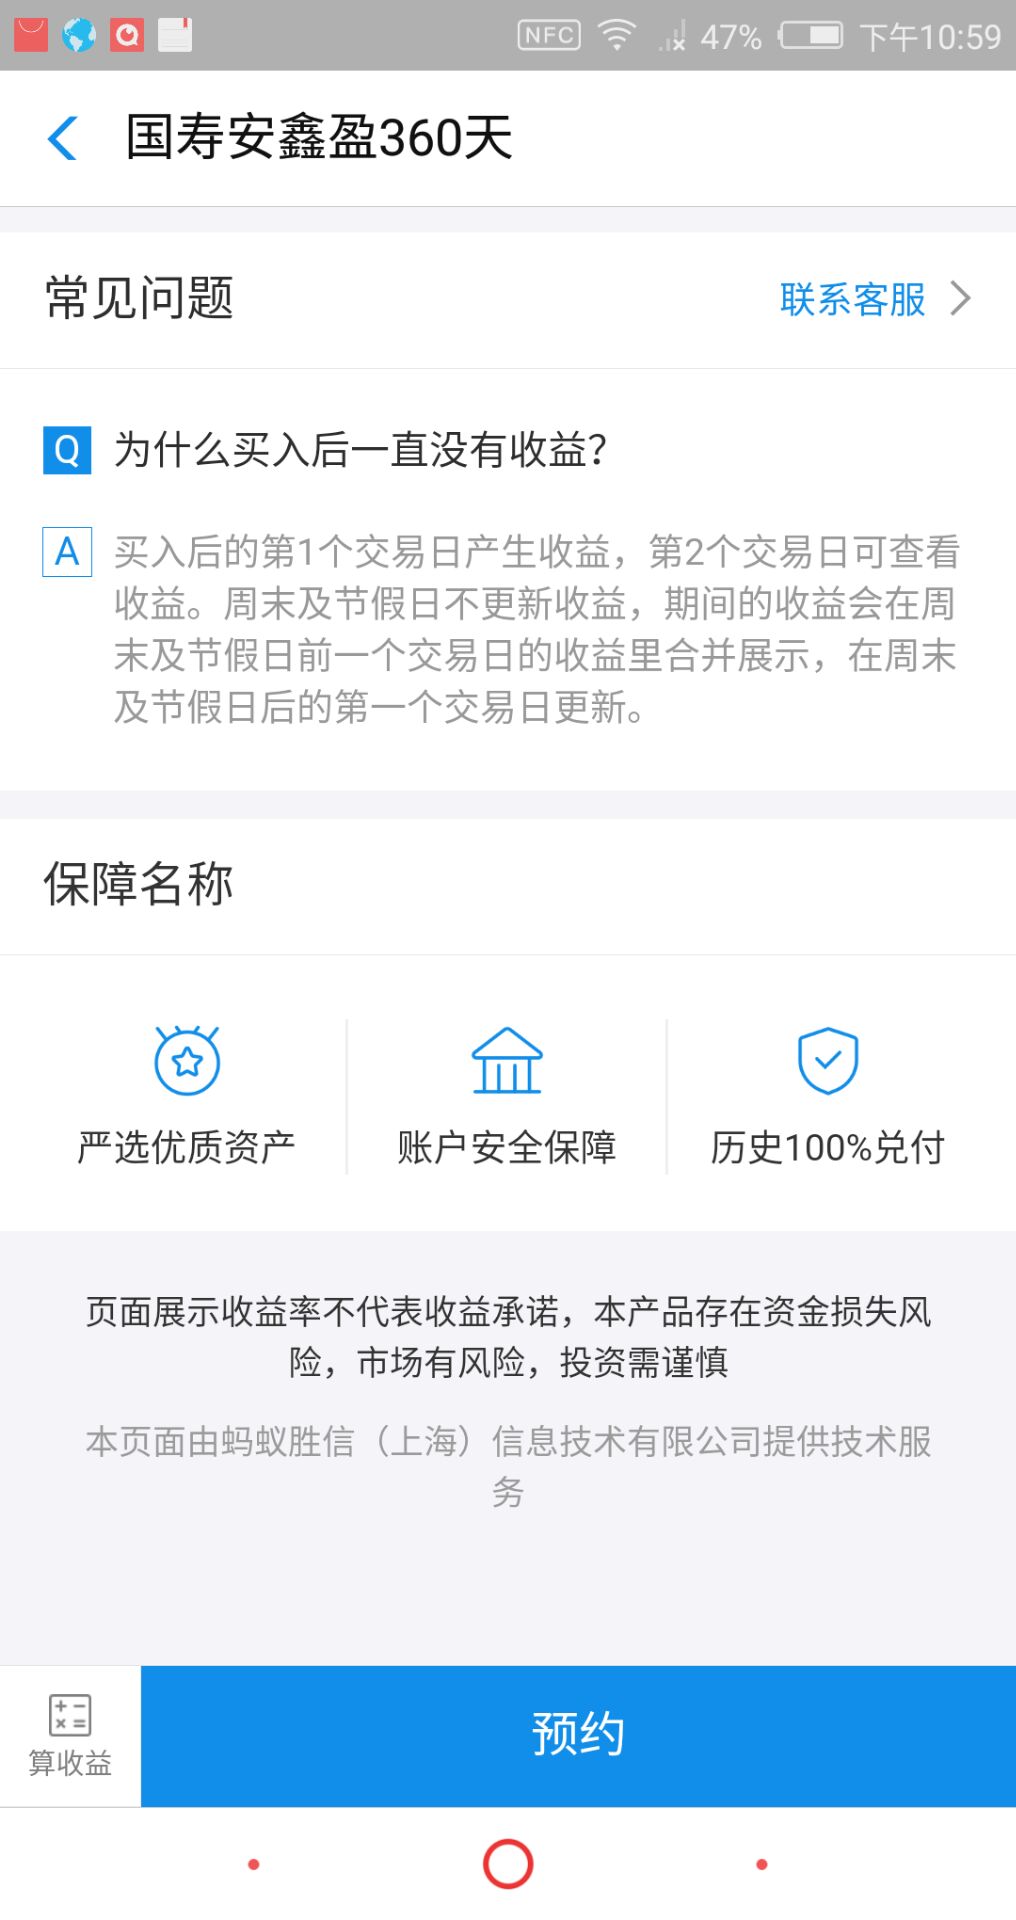 NFC 47% 下午10:59
国寿安鑫盈360天
常见问题 联系客服
Q 为什么买入后一直没有收益?
A 买入后的第1个交易日产生收益，第2个交易日可查看
收益。周末及节假日不更新收益，期间的收益会在周
末及节假日前一个交易日的收益里合并展示，在周末
及节假日后的第一个交易日更新。
保障名称
严选优质资产 账户安全保障 历史100%兑付
页面展示收益率不代表收益承诺，本产品存在资金损失风
险，市场有风险，投资需谨慎
本页面由蚂蚁胜信（上海）信息技术有限公司提供技术服
务
算收益 预约